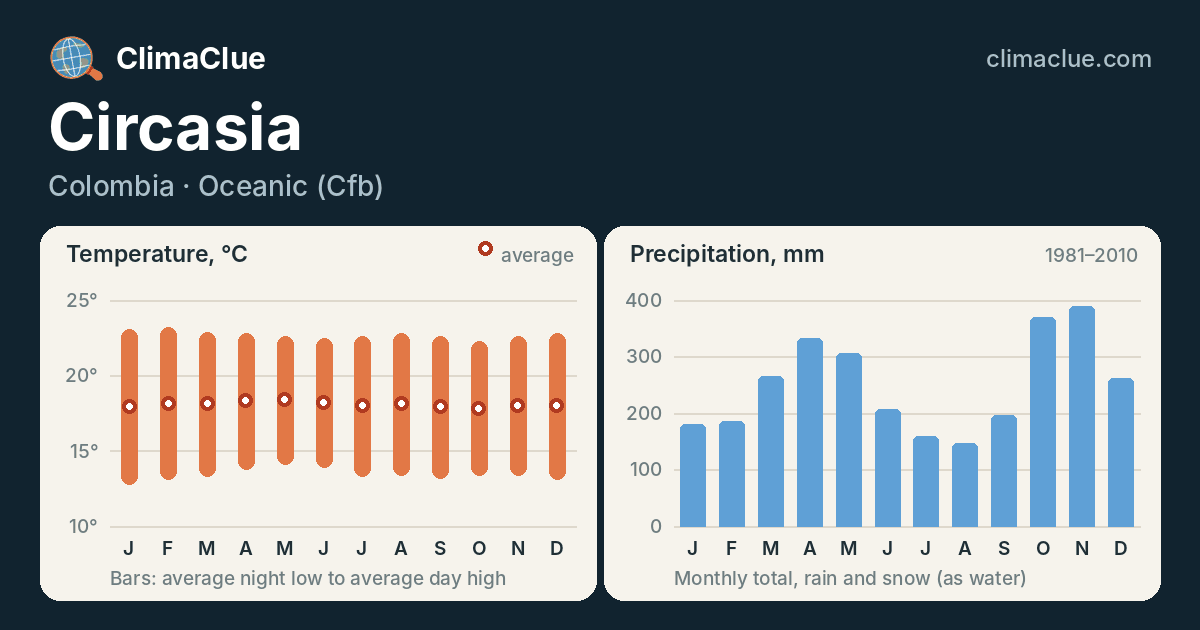 ClimaClue
climaclue.com
Circasia
Colombia · Oceanic (Cfb)
Temperature, °C
average
25°
20°
15°
10°
J F M A M J J A S O N D
Bars: average night low to average day high
Precipitation, mm
1981–2010
400
300
200
100
0
J F M A M J J A S O N D
Monthly total, rain and snow (as water)